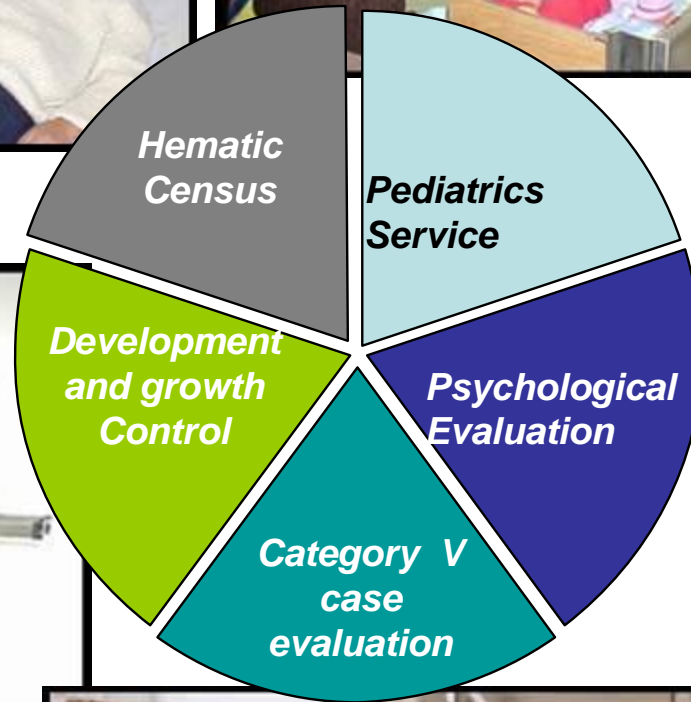 Hematic
Census
Pediatrics
Service
Development
and growth
Control
Psychological
Evaluation
Category V
case
evaluation